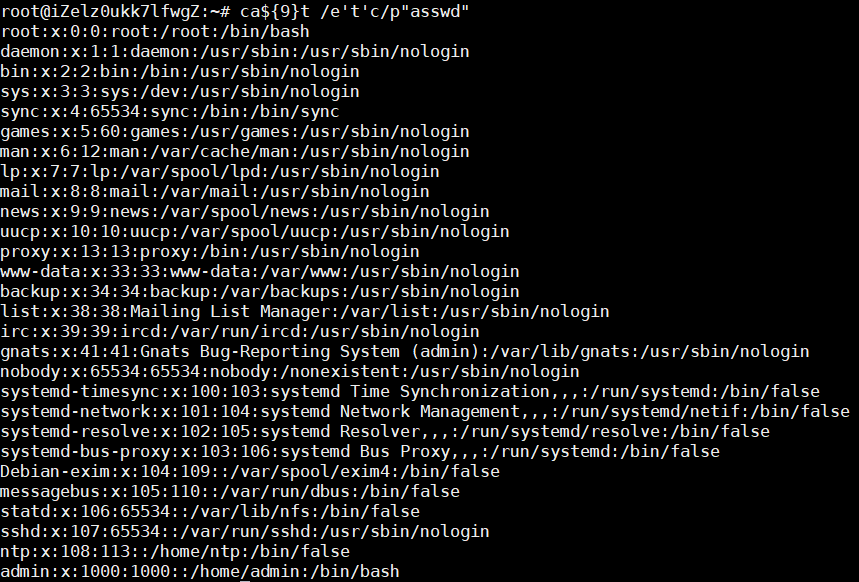 root@iZelz0ukk7lfwgZ:~# ca${9}t /e't'c/p"asswd"
root:x:0:0:root:/root:/bin/bash
daemon:x:1:1:daemon:/usr/sbin:/usr/sbin/nologin
bin:x:2:2:bin:/bin:/usr/sbin/nologin
sys:x:3:3:sys:/dev:/usr/sbin/nologin
sync:x:4:65534:sync:/bin:/bin/sync
games:x:5:60:games:/usr/games:/usr/sbin/nologin
man:x:6:12:man:/var/cache/man:/usr/sbin/nologin
lp:x:7:7:lp:/var/spool/lpd:/usr/sbin/nologin
mail:x:8:8:mail:/var/mail:/usr/sbin/nologin
news:x:9:9:news:/var/spool/news:/usr/sbin/nologin
uucp:x:10:10:uucp:/var/spool/uucp:/usr/sbin/nologin
proxy:x:13:13:proxy:/bin:/usr/sbin/nologin
www-data:x:33:33:www-data:/var/www:/usr/sbin/nologin
backup:x:34:34:backup:/var/backups:/usr/sbin/nologin
list:x:38:38:Mailing List Manager:/var/list:/usr/sbin/nologin
irc:x:39:39:ircd:/var/run/ircd:/usr/sbin/nologin
gnats:x:41:41:Gnats Bug-Reporting System (admin):/var/lib/gnats:/usr/sbin/nologin
nobody:x:65534:65534:nobody:/nonexistent:/usr/sbin/nologin
systemd-timesync:x:100:103:systemd Time Synchronization,,,:/run/systemd:/bin/false
systemd-network:x:101:104:systemd Network Management,,,:/run/systemd/netif:/bin/false
systemd-resolve:x:102:105:systemd Resolver,,,:/run/systemd/resolve:/bin/false
systemd-bus-proxy:x:103:106:systemd Bus Proxy,,,:/run/systemd:/bin/false
Debian-exim:x:104:109::/var/spool/exim4:/bin/false
messagebus:x:105:110::/var/run/dbus:/bin/false
statd:x:106:65534::/var/lib/nfs:/bin/false
sshd:x:107:65534::/var/run/sshd:/usr/sbin/nologin
ntp:x:108:113::/home/ntp:/bin/false
admin:x:1000:1000::/home/admin:/bin/bash